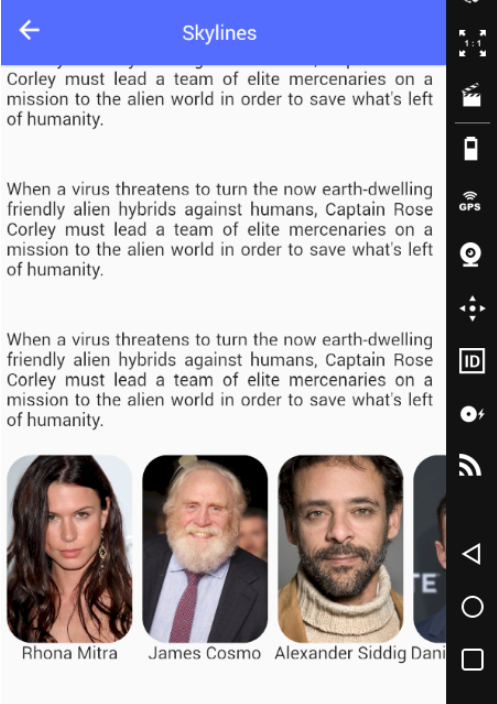 Skylines
Corley must lead a team of elite mercenaries on a
mission to the alien world in order to save what's left
of humanity.
When a virus threatens to turn the now earth-dwelling
friendly alien hybrids against humans, Captain Rose
Corley must lead a team of elite mercenaries on a
mission to the alien world in order to save what's left
of humanity.
When a virus threatens to turn the now earth-dwelling
friendly alien hybrids against humans, Captain Rose
Corley must lead a team of elite mercenaries on a
mission to the alien world in order to save what's left
of humanity.
TE
Rhona Mitra James Cosmo Alexander Siddig Dani
1:1
GPS
ID